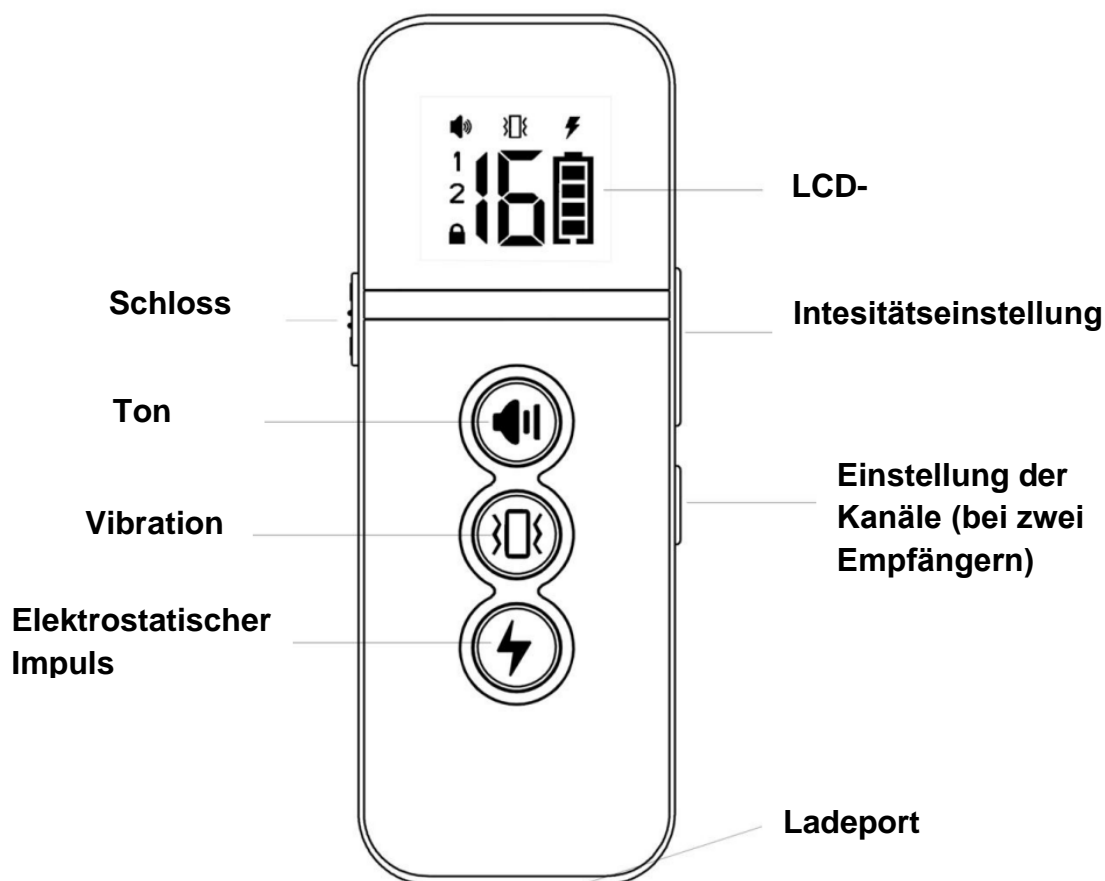 1
2
16
LCD-
Schloss
Intesitätseinstellung
Ton
Einstellung der
Kanäle (bei zwei
Empfängern)
Vibration
Elektrostatischer
Impuls
Ladeport